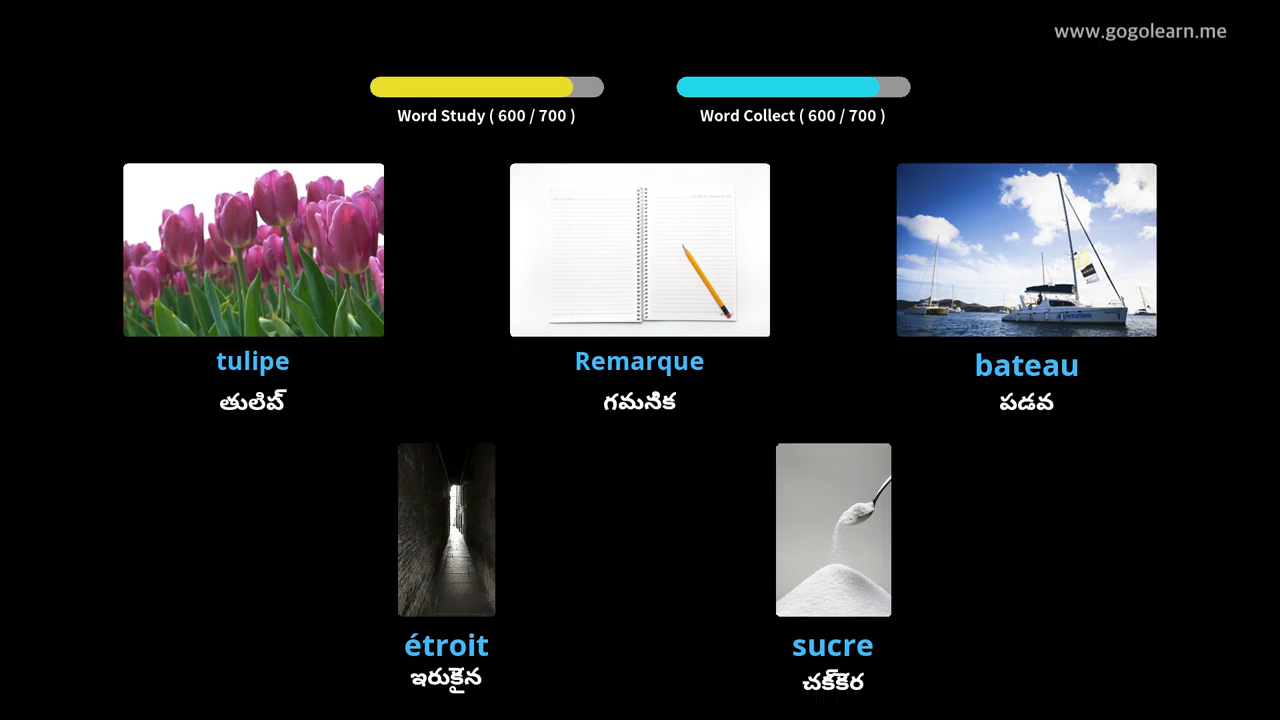 www.gogolearn.me
Word Study ( 600 / 700 )
Word Collect ( 600 / 700 )
tulipe
తులిప్
Remarque
గమనిక
bateau
పడవ
étroit
ఇరుకైన
sucre
చక్కెర